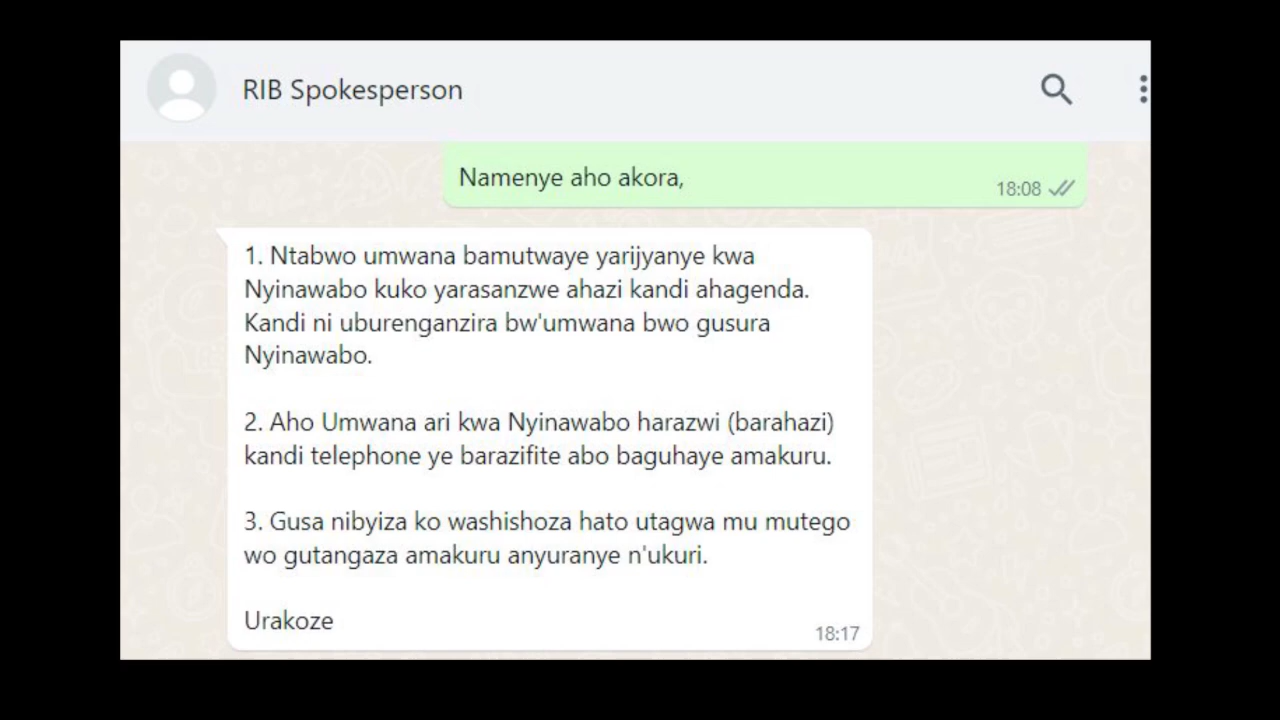 RIB Spokesperson
Namenye aho akora,
18:08
1. Ntabwo umwana bamutwaye yarijyanye kwa
Nyinawabo kuko yarasanzwe ahazi kandi ahagenda.
Kandi ni uburenganzira bw'umwana bwo gusura
Nyinawabo.
2. Aho Umwana ari kwa Nyinawabo harazwi (barahazi)
kandi telephone ye barazifite abo baguhaye amakuru.
3. Gusa nibyiza ko washishoza hato utagwa mu mutego
wo gutangaza amakuru anyuranye n'ukuri.
Urakoze
18:17